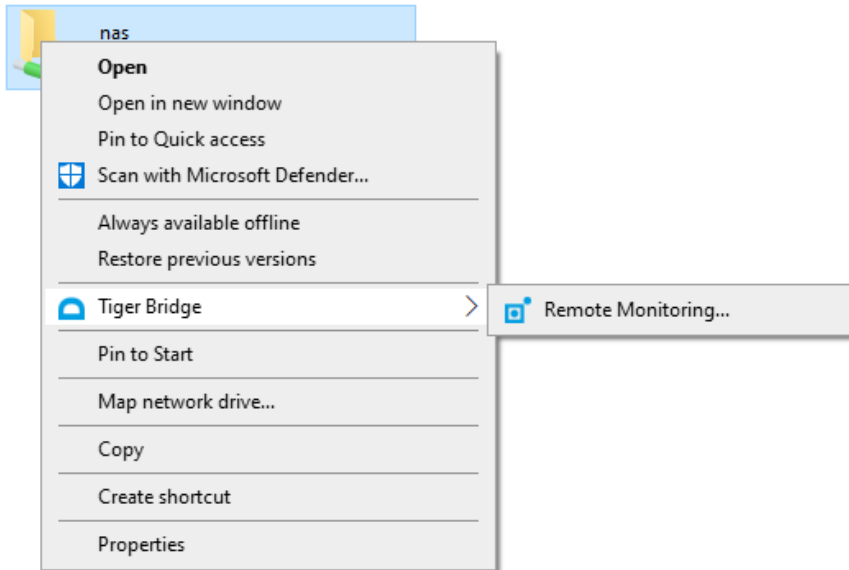 nas
Open
Open in new window
Pin to Quick access
Scan with Microsoft Defender...
Always available offline
Restore previous versions
Tiger Bridge
Remote Monitoring...
Pin to Start
Map network drive...
Copy
Create shortcut
Properties